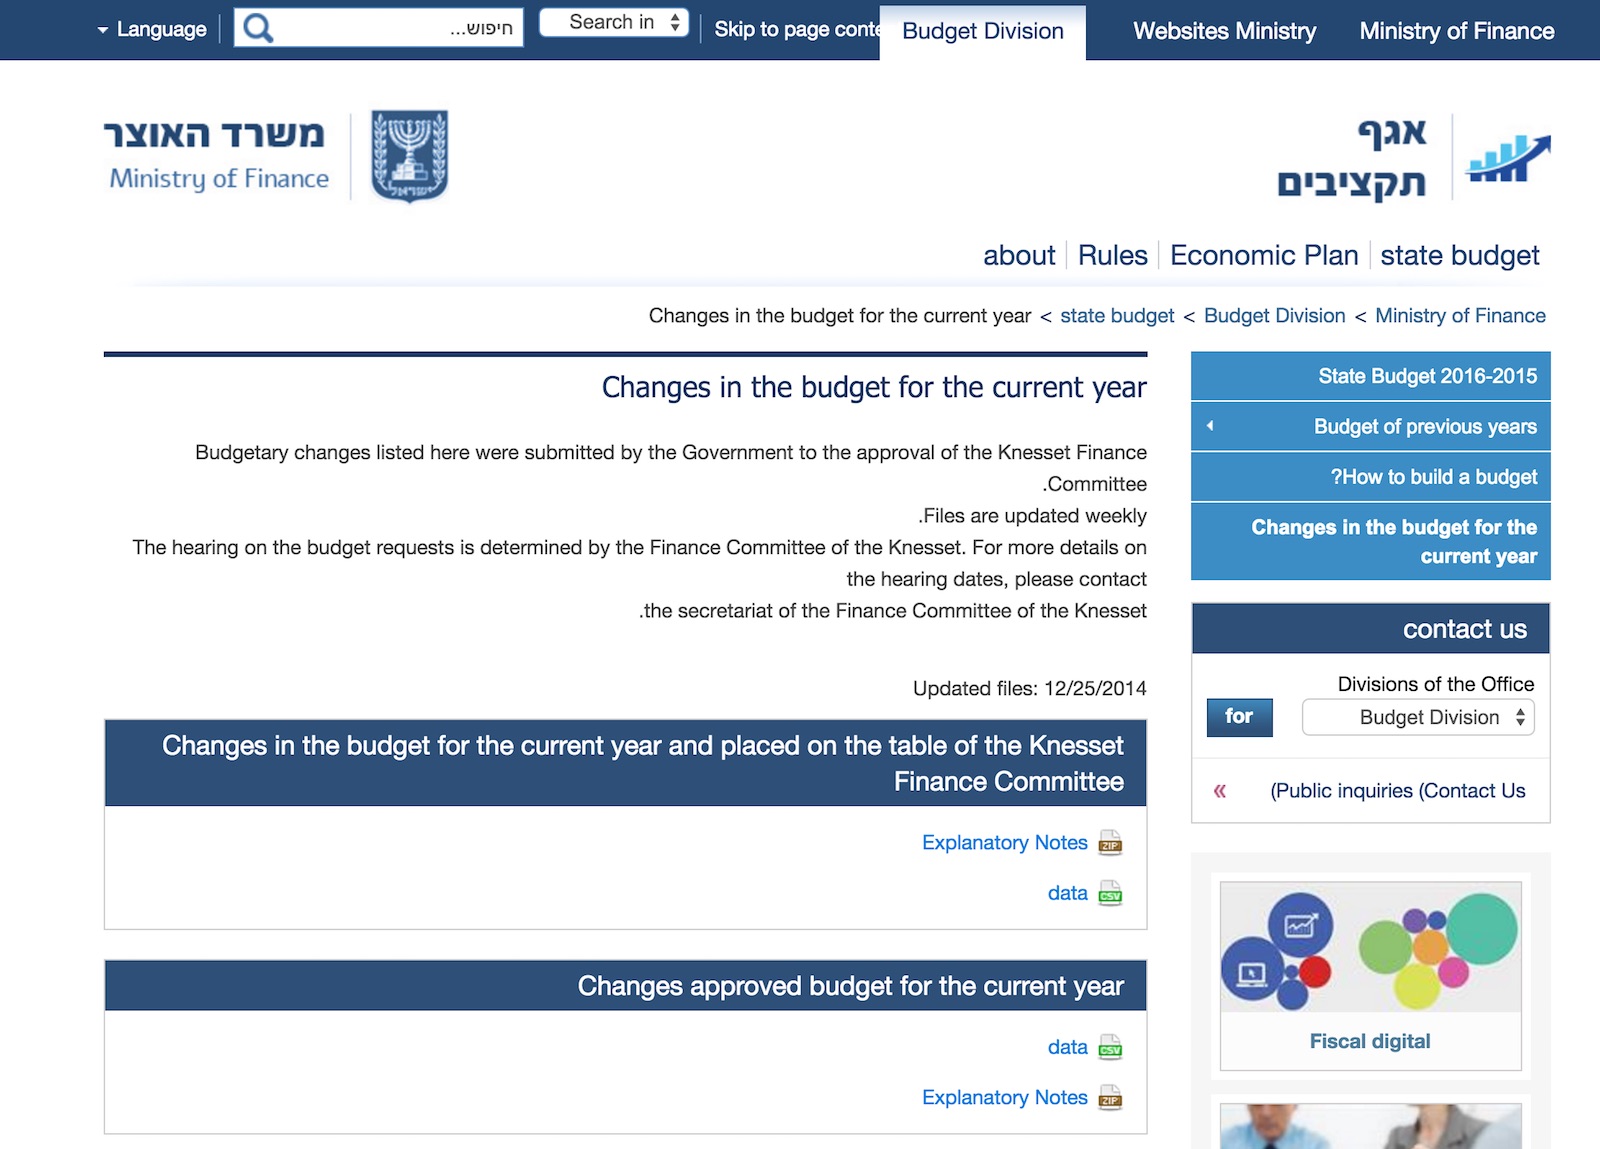 Language
חיפוש...
Search in
Skip to page conte
Budget Division
Websites Ministry
Ministry of Finance
משרד האוצר
Ministry of Finance
ישראל
אגף
תקציבים
about
Rules
Economic Plan
state budget
Changes in the budget for the current year < state budget < Budget Division < Ministry of Finance
Changes in the budget for the current year
Budgetary changes listed here were submitted by the Government to the approval of the Knesset Finance
.Committee
.Files are updated weekly
The hearing on the budget requests is determined by the Finance Committee of the Knesset. For more details on
the hearing dates, please contact
.the secretariat of the Finance Committee of the Knesset
Updated files: 12/25/2014
Changes in the budget for the current year and placed on the table of the Knesset
Finance Committee
Explanatory Notes ZIP
data CSV
Changes approved budget for the current year
data CSV
Explanatory Notes ZIP
State Budget 2016-2015
Budget of previous years
?How to build a budget
Changes in the budget for the
current year
contact us
Divisions of the Office
for
Budget Division
« (Public inquiries (Contact Us
Fiscal digital